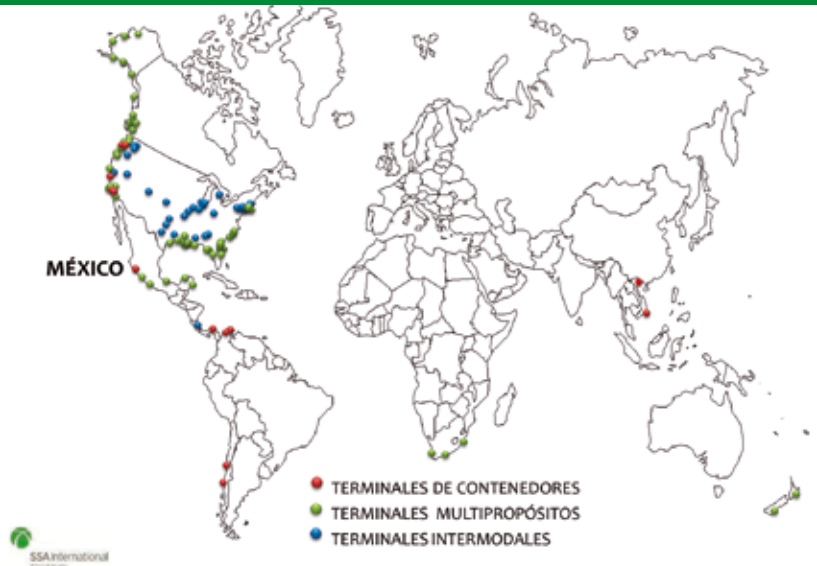 MÉXICO
TERMINALES DE CONTENEDORES
TERMINALES MULTIPROPÓSITOS
TERMINALES INTERMODALES
SSA International